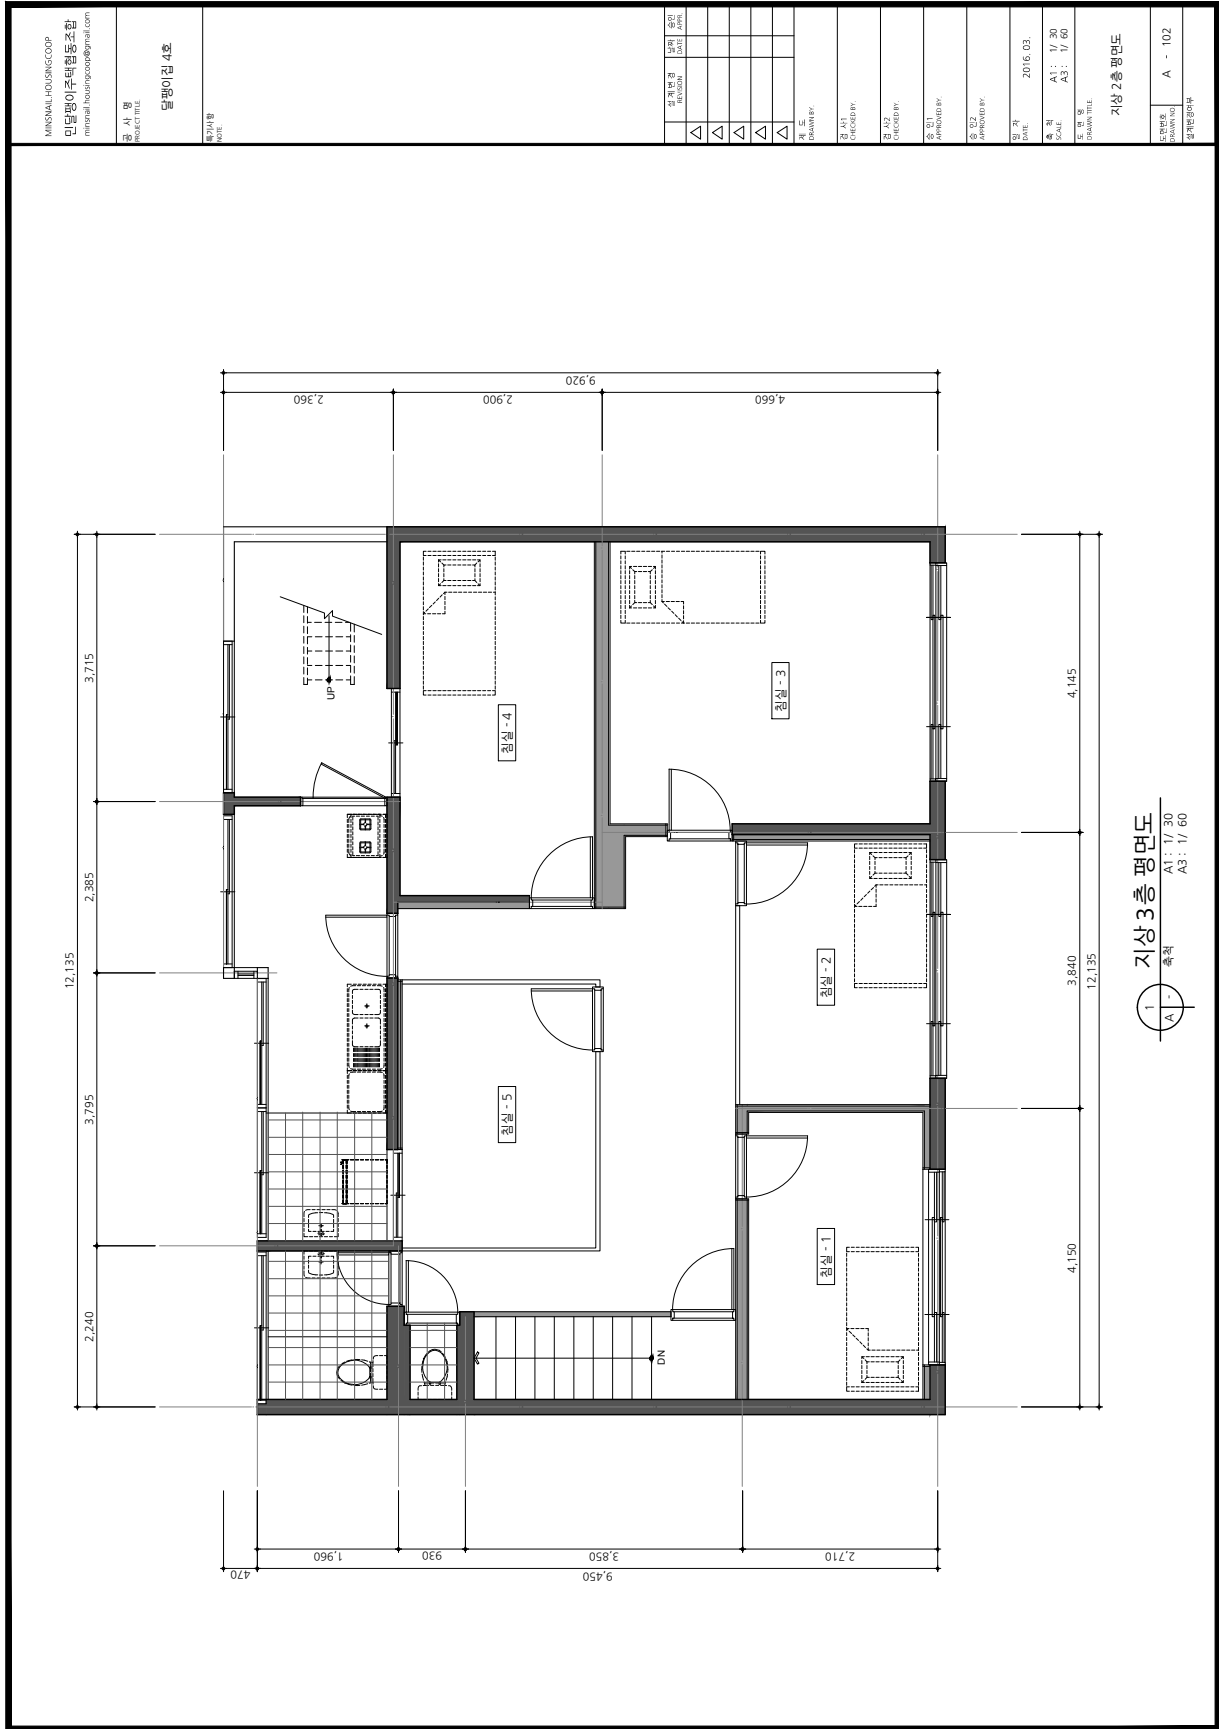 MINSNAIL.HOUSINGCOOP
민달팽이주택협동조합
minsnail.housingcoop@gmail.com
공 사 명
PROJECT TITLE
달팽이집 4호
특기사항
NOTE
설 계 변 경
REVISION
날짜
DATE
승인
APPR.
제 도
DRAWN BY.
검 사1
CHECKED BY.
검 사2
CHECKED BY.
승 인1
APPROVED BY.
승 인2
APPROVED BY.
일 자
DATE.
2016. 03.
축 척
SCALE.
A1 : 1/ 30
A3 : 1/ 60
도 면 명
DRAWN TITLE.
지상 2층 평면도
도면번호
DRAWN NO.
A - 102
설계변경여부
9,920
2,360
2,900
4,660
12,135
3,715
2,385
3,795
2,240
4,145
3,840
4,150
12,135
UP
침실 - 4
침실 - 3
침실 - 2
침실 - 5
침실 - 1
DN
1,960
930
3,850
2,710
470
9,450
1
A -
지상 3층 평면도
축척
A1 : 1/ 30
A3 : 1/ 60